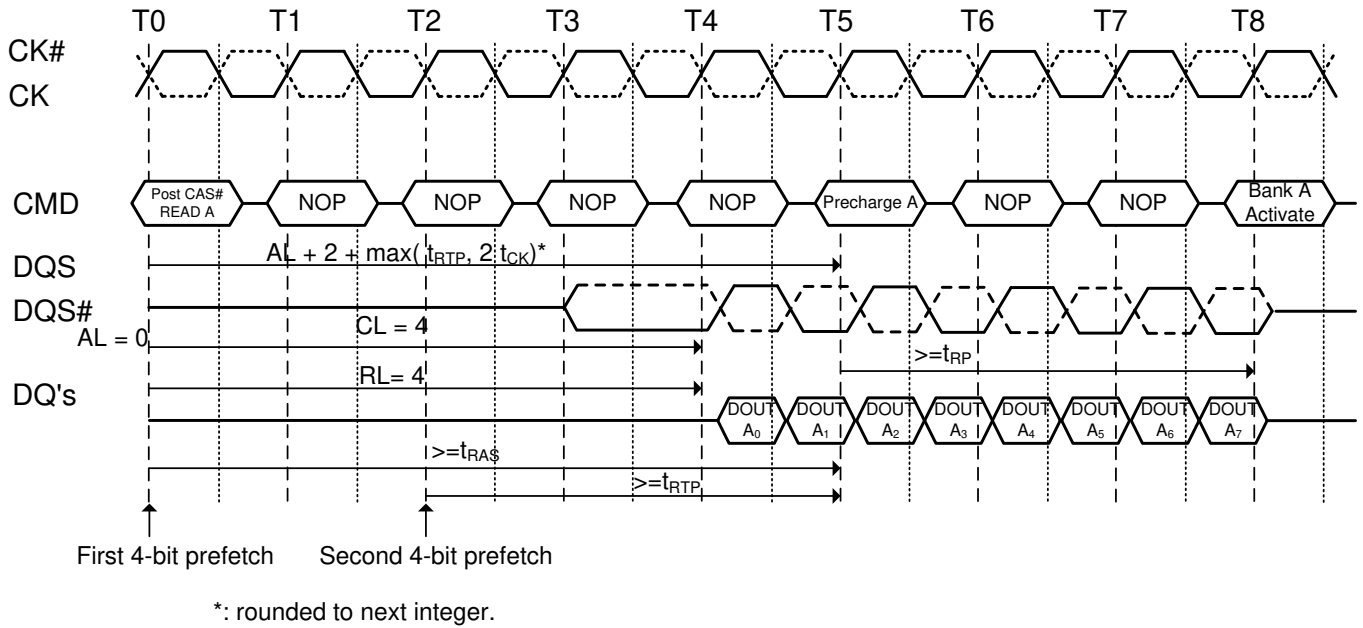 T0 T1 T2 T3 T4 T5 T6 T7 T8
CK#
CK
CMD
Post CAS#
READ A
NOP NOP NOP NOP
Precharge A
NOP NOP
Bank A
Activate
AL + 2 + max( tRTP, 2 tCK)*
DQS
DQS#
CL = 4
AL = 0
>=tRP
RL= 4
DQ's
DOUT DOUT DOUT DOUT DOUT DOUT DOUT DOUT
A0 A1 A2 A3 A4 A5 A6 A7
>=tRAS
>=tRTP
First 4-bit prefetch Second 4-bit prefetch
*: rounded to next integer.